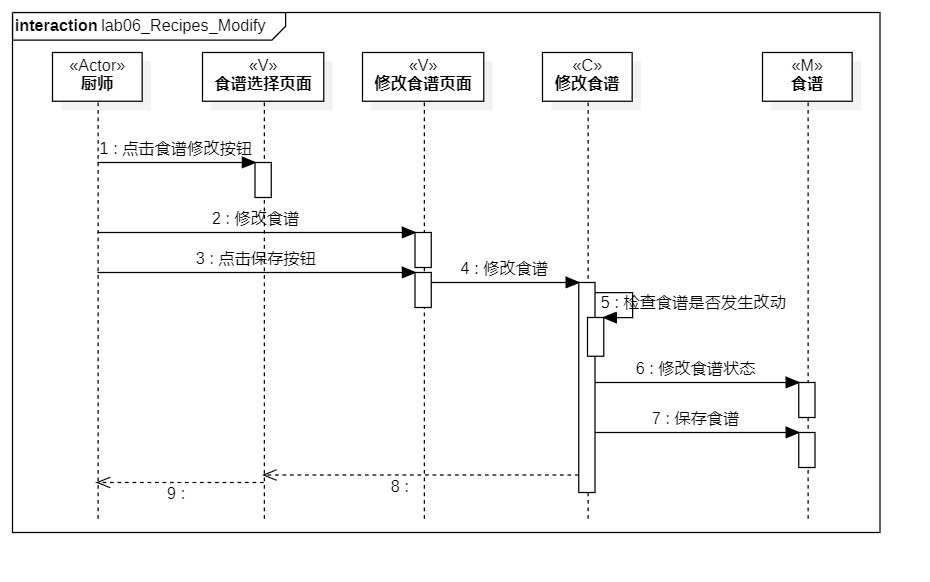 interaction lab06_Recipes_Modify
«Actor»
厨师
«V»
食谱选择页面
«V»
修改食谱页面
«C»
修改食谱
«M»
食谱
1 : 点击食谱修改按钮
2 : 修改食谱
3 : 点击保存按钮
4 : 修改食谱
5 : 检查食谱是否发生改动
6 : 修改食谱状态
7 : 保存食谱
8 :
9 :